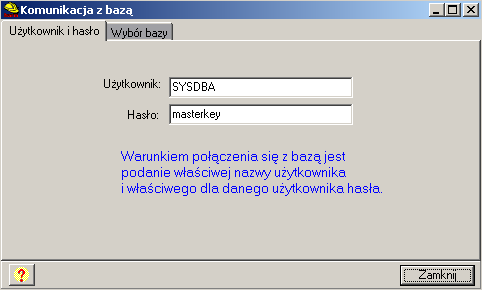 Komunikacja z bazą
Użytkownik i hasło
Wybór bazy
Użytkownik: SYSDBA
Hasło: masterkey
Warunkiem połączenia się z bazą jest
podanie właściwej nazwy użytkownika
i właściwego dla danego użytkownika hasła.
? Zamknij